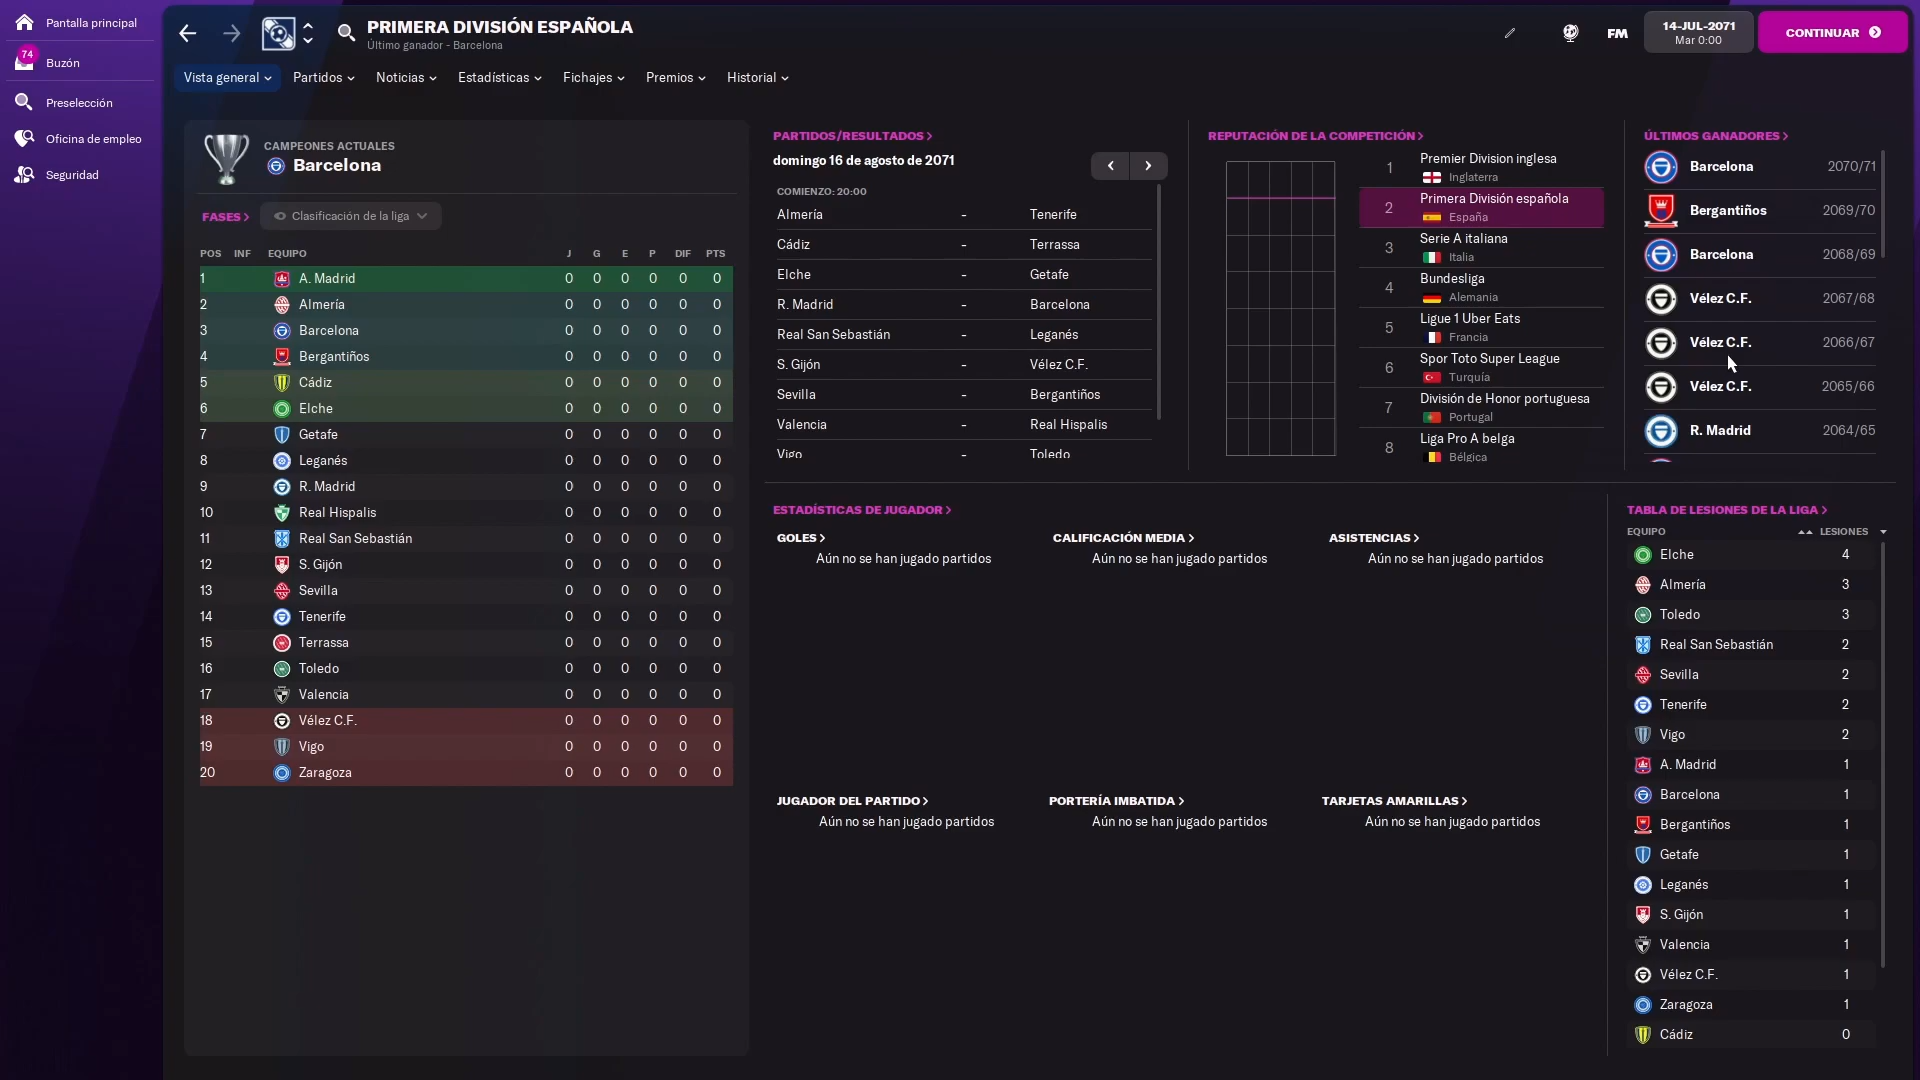 Pantalla principal
74
Buzón
Preselección
Oficina de empleo
Seguridad
PRIMERA DIVISIÓN ESPAÑOLA
Último ganador - Barcelona
FM
14-JUL-2071
Mar 0:00
CONTINUAR
Vista general
Partidos
Noticias
Estadísticas
Fichajes
Premios
Historial
CAMPEONES ACTUALES
Barcelona
FASES
Clasificación de la liga
POS INF EQUIPO J G E P DIF PTS
1 A. Madrid 0 0 0 0 0 0
2 Almería 0 0 0 0 0 0
3 Barcelona 0 0 0 0 0 0
4 Bergantiños 0 0 0 0 0 0
5 Cádiz 0 0 0 0 0 0
6 Elche 0 0 0 0 0 0
7 Getafe 0 0 0 0 0 0
8 Leganés 0 0 0 0 0 0
9 R. Madrid 0 0 0 0 0 0
10 Real Hispalis 0 0 0 0 0 0
11 Real San Sebastián 0 0 0 0 0 0
12 S. Gijón 0 0 0 0 0 0
13 Sevilla 0 0 0 0 0 0
14 Tenerife 0 0 0 0 0 0
15 Terrassa 0 0 0 0 0 0
16 Toledo 0 0 0 0 0 0
17 Valencia 0 0 0 0 0 0
18 Vélez C.F. 0 0 0 0 0 0
19 Vigo 0 0 0 0 0 0
20 Zaragoza 0 0 0 0 0 0
PARTIDOS/RESULTADOS
domingo 16 de agosto de 2071
COMIENZO: 20:00
Almería - Tenerife
Cádiz - Terrassa
Elche - Getafe
R. Madrid - Barcelona
Real San Sebastián - Leganés
S. Gijón - Vélez C.F.
Sevilla - Bergantiños
Valencia - Real Hispalis
Vigo - Toledo
REPUTACIÓN DE LA COMPETICIÓN
1 Premier Division inglesa
Inglaterra
2 Primera División española
España
3 Serie A italiana
Italia
4 Bundesliga
Alemania
5 Ligue 1 Uber Eats
Francia
6 Spor Toto Super League
Turquía
7 División de Honor portuguesa
Portugal
8 Liga Pro A belga
Bélgica
ÚLTIMOS GANADORES
Barcelona 2070/71
Bergantiños 2069/70
Barcelona 2068/69
Vélez C.F. 2067/68
Vélez C.F. 2066/67
Vélez C.F. 2065/66
R. Madrid 2064/65
ESTADÍSTICAS DE JUGADOR
GOLES
Aún no se han jugado partidos
CALIFICACIÓN MEDIA
Aún no se han jugado partidos
ASISTENCIAS
Aún no se han jugado partidos
JUGADOR DEL PARTIDO
Aún no se han jugado partidos
PORTERÍA IMBATIDA
Aún no se han jugado partidos
TARJETAS AMARILLAS
Aún no se han jugado partidos
TABLA DE LESIONES DE LA LIGA
EQUIPO LESIONES
Elche 4
Almería 3
Toledo 3
Real San Sebastián 2
Sevilla 2
Tenerife 2
Vigo 2
A. Madrid 1
Barcelona 1
Bergantiños 1
Getafe 1
Leganés 1
S. Gijón 1
Valencia 1
Vélez C.F. 1
Zaragoza 1
Cádiz 0